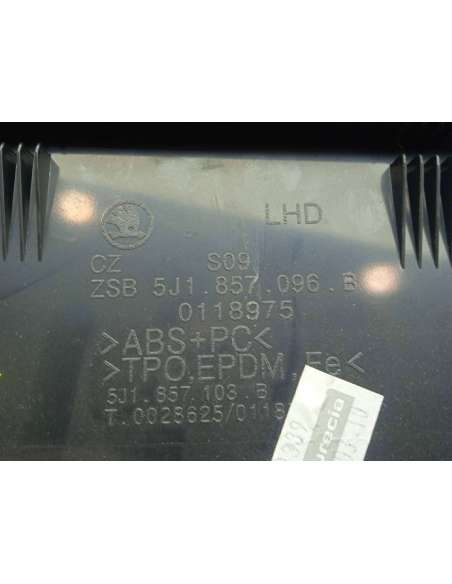 LHD
CZ S09
ZSB 5J1.857.096.B
0118975
>ABS+PC<
>TPO.EPDM.Fe<
5J1.857.103.B
T.0028625/0118